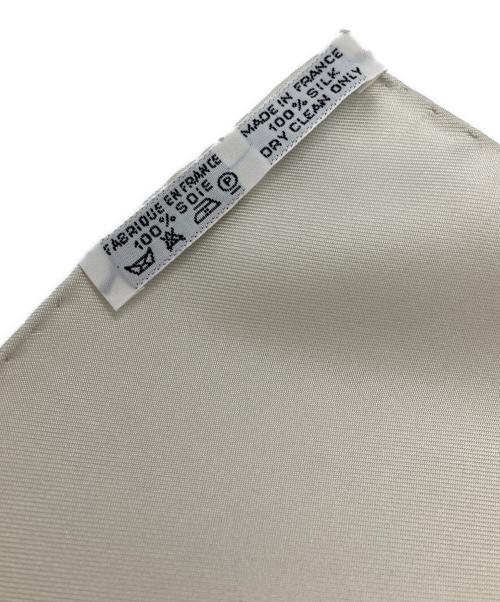 FABRIQUE EN FRANCE
100% SOIE
P
MADE IN FRANCE
100% SILK
DRY CLEAN ONLY